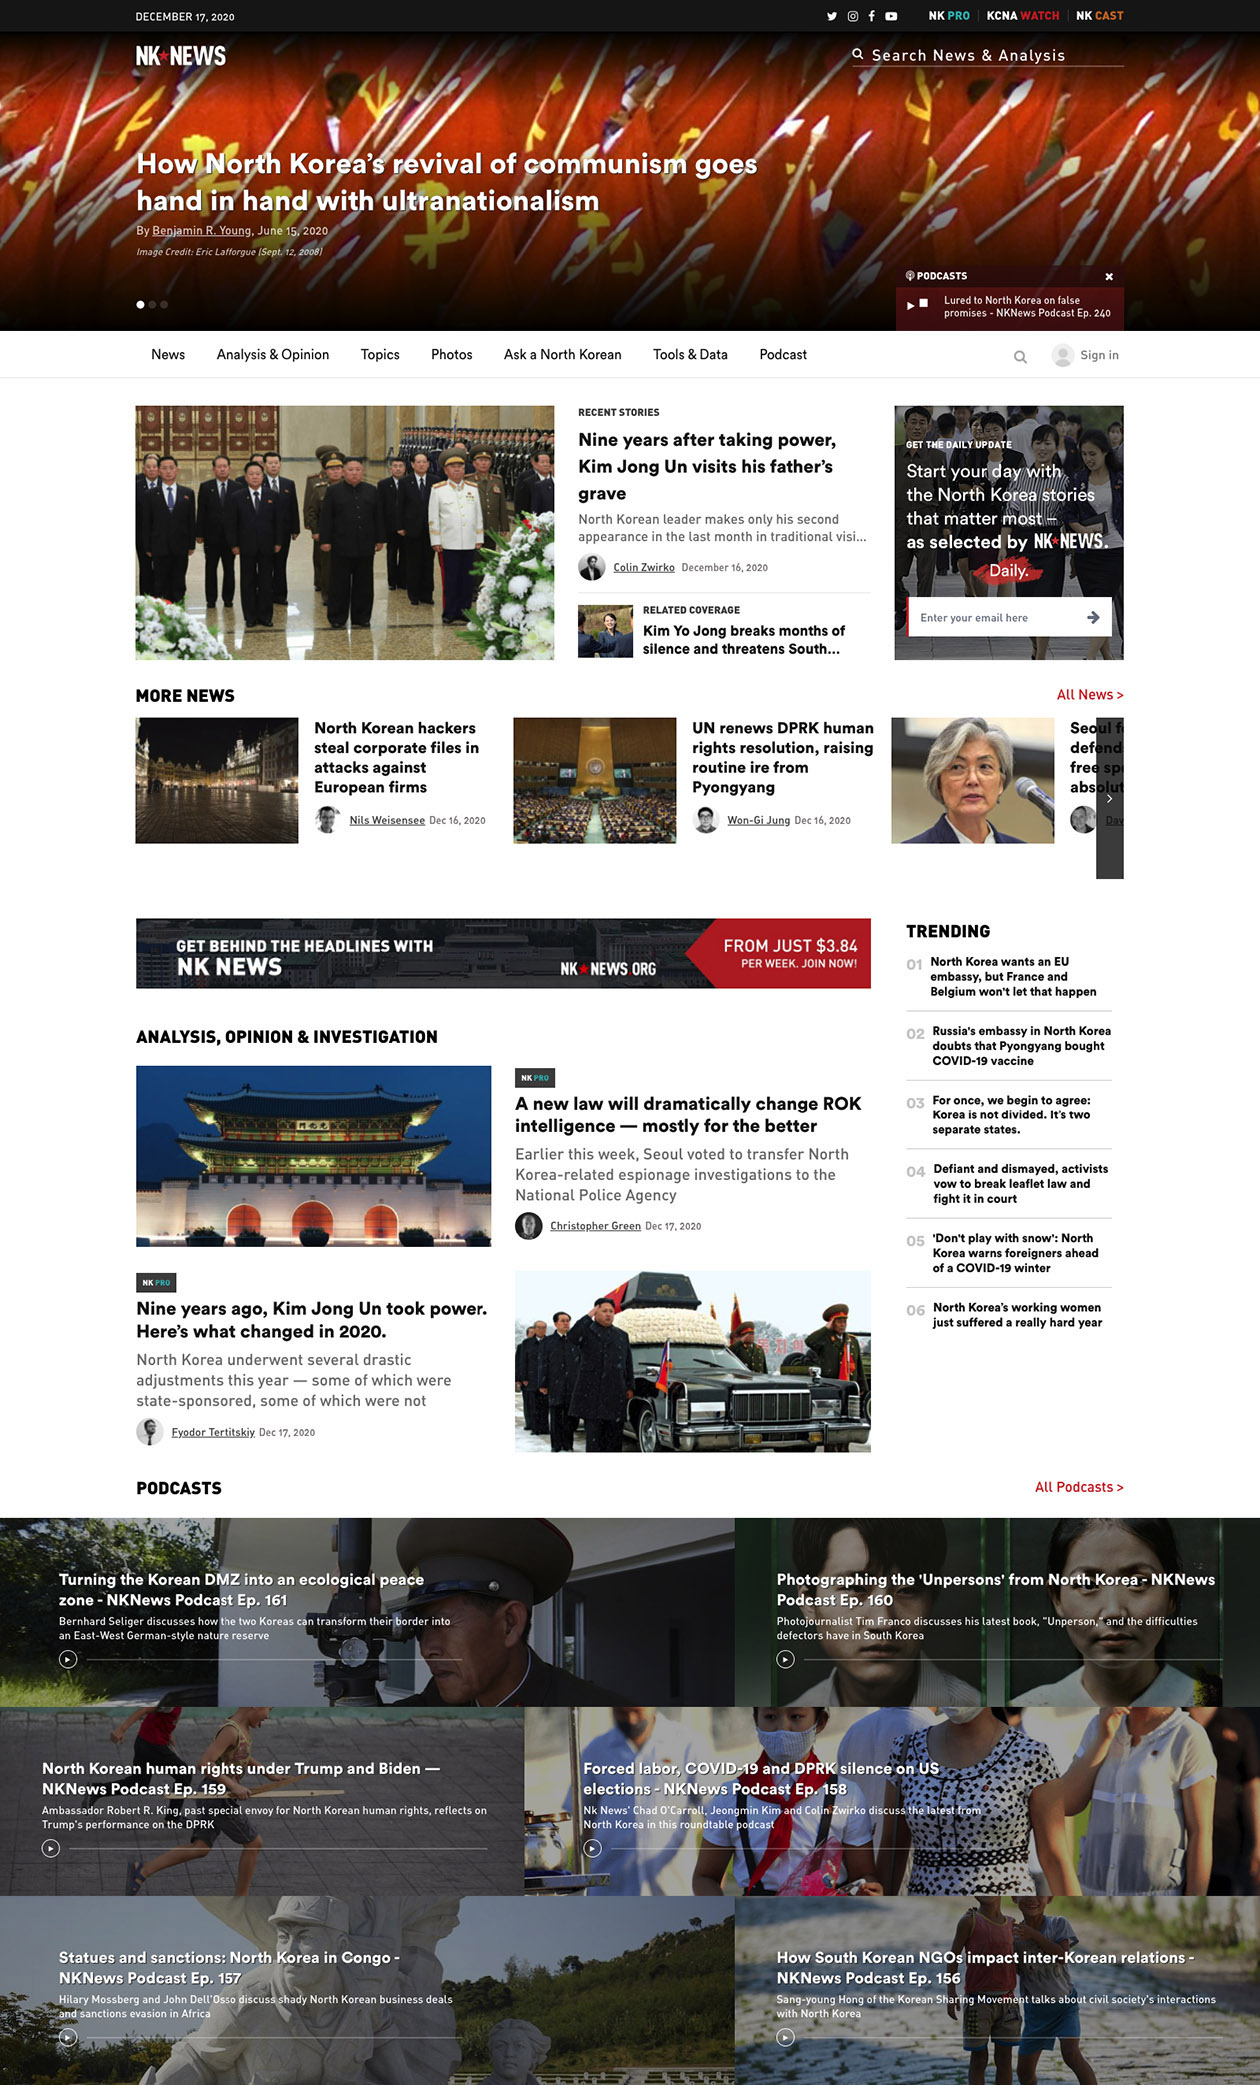 DECEMBER 17, 2020
NK PRO
KCNA WATCH
NK CAST
NK NEWS
Search News & Analysis
How North Korea’s revival of communism goes
hand in hand with ultranationalism
By Benjamin R. Young, June 15, 2020
Image Credit: Eric Lafforgue (Sept. 12, 2008)
PODCASTS
Lured to North Korea on false
promises - NKNews Podcast Ep. 240
News
Analysis & Opinion
Topics
Photos
Ask a North Korean
Tools & Data
Podcast
Sign in
RECENT STORIES
Nine years after taking power,
Kim Jong Un visits his father’s
grave
North Korean leader makes only his second
appearance in the last month in traditional visi...
Colin Zwirko December 16, 2020
RELATED COVERAGE
Kim Yo Jong breaks months of
silence and threatens South...
GET THE DAILY UPDATE
Start your day with
the North Korea stories
that matter most –
as selected by NK NEWS.
Daily.
Enter your email here
MORE NEWS
All News >
North Korean hackers
steal corporate files in
attacks against
European firms
Nils Weisensee Dec 16, 2020
UN renews DPRK human
rights resolution, raising
routine ire from
Pyongyang
Won-Gi Jung Dec 16, 2020
Seoul f
defend
free sp
absolut
Dav
GET BEHIND THE HEADLINES WITH
NK NEWS
NK NEWS.ORG
FROM JUST $3.84
PER WEEK. JOIN NOW!
TRENDING
01 North Korea wants an EU
embassy, but France and
Belgium won't let that happen
02 Russia's embassy in North Korea
doubts that Pyongyang bought
COVID-19 vaccine
03 For once, we begin to agree:
Korea is not divided. It’s two
separate states.
04 Defiant and dismayed, activists
vow to break leaflet law and
fight it in court
05 'Don't play with snow': North
Korea warns foreigners ahead
of a COVID-19 winter
06 North Korea’s working women
just suffered a really hard year
ANALYSIS, OPINION & INVESTIGATION
NK PRO
A new law will dramatically change ROK
intelligence — mostly for the better
Earlier this week, Seoul voted to transfer North
Korea-related espionage investigations to the
National Police Agency
Christopher Green Dec 17, 2020
NK PRO
Nine years ago, Kim Jong Un took power.
Here’s what changed in 2020.
North Korea underwent several drastic
adjustments this year — some of which were
state-sponsored, some of which were not
Fyodor Tertitskiy Dec 17, 2020
PODCASTS
All Podcasts >
Turning the Korean DMZ into an ecological peace
zone - NKNews Podcast Ep. 161
Bernhard Seliger discusses how the two Koreas can transform their border into
an East-West German-style nature reserve
Photographing the 'Unpersons' from North Korea - NKNews
Podcast Ep. 160
Photojournalist Tim Franco discusses his latest book, "Unperson," and the difficulties
defectors have in South Korea
North Korean human rights under Trump and Biden —
NKNews Podcast Ep. 159
Ambassador Robert R. King, past special envoy for North Korean human rights, reflects on
Trump's performance on the DPRK
Forced labor, COVID-19 and DPRK silence on US
elections - NKNews Podcast Ep. 158
Nk News' Chad O'Carroll, Jeongmin Kim and Colin Zwirko discuss the latest from
North Korea in this roundtable podcast
Statues and sanctions: North Korea in Congo -
NKNews Podcast Ep. 157
Hilary Mossberg and John Dell'Osso discuss shady North Korean business deals
and sanctions evasion in Africa
How South Korean NGOs impact inter-Korean relations -
NKNews Podcast Ep. 156
Sang-young Hong of the Korean Sharing Movement talks about civil society's interactions
with North Korea